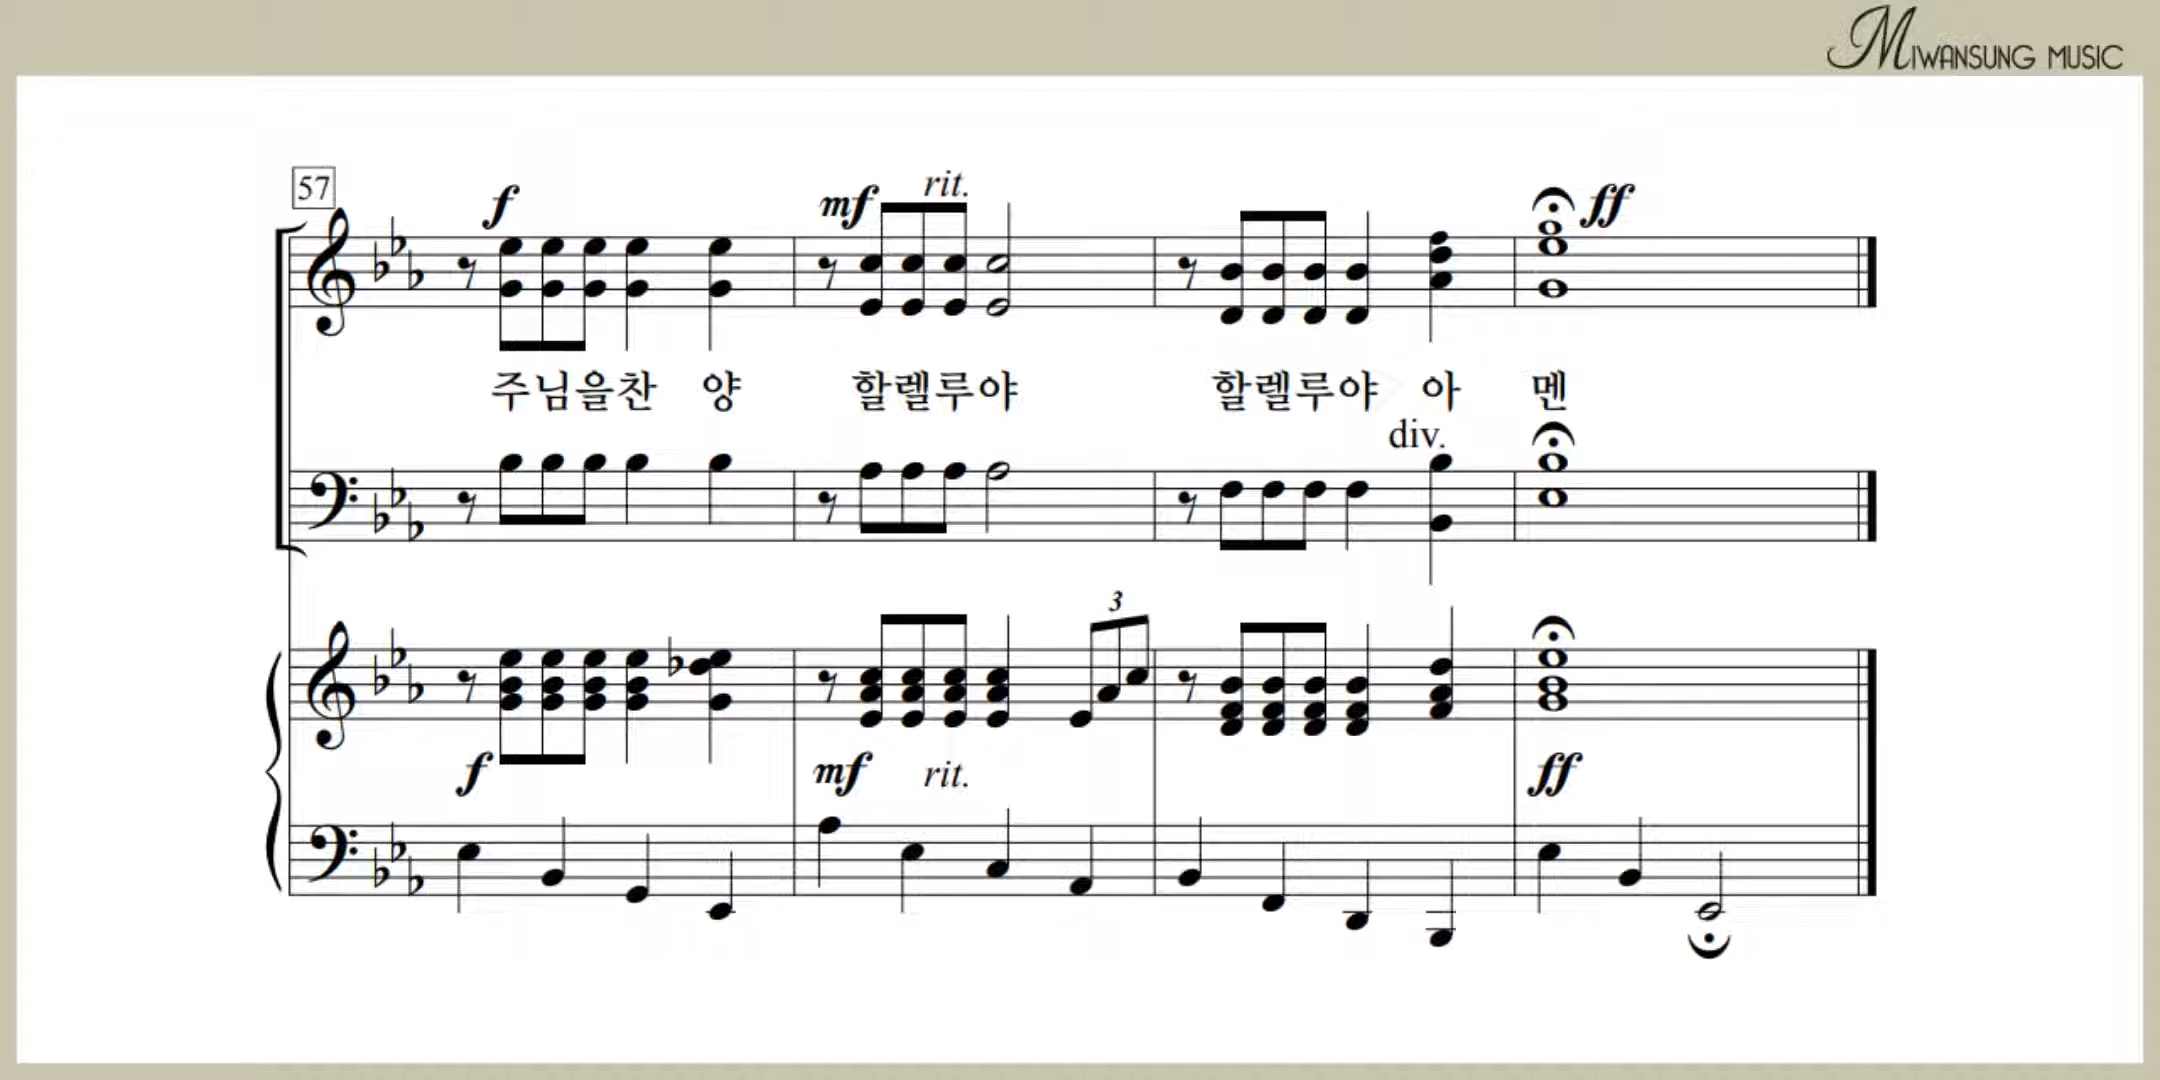 MIWANSUNG MUSIC
57
f mf rit. ff
주님을찬 양 할렐루야 할렐루야 아 멘
div.
3
f mf rit. ff